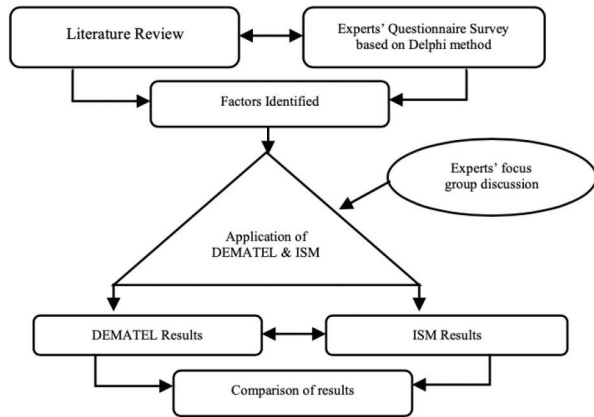 Literature Review
Experts' Questionnaire Survey
based on Delphi method
Factors Identified
Experts' focus
group discussion
Application of
DEMATEL & ISM
DEMATEL Results
ISM Results
Comparison of results